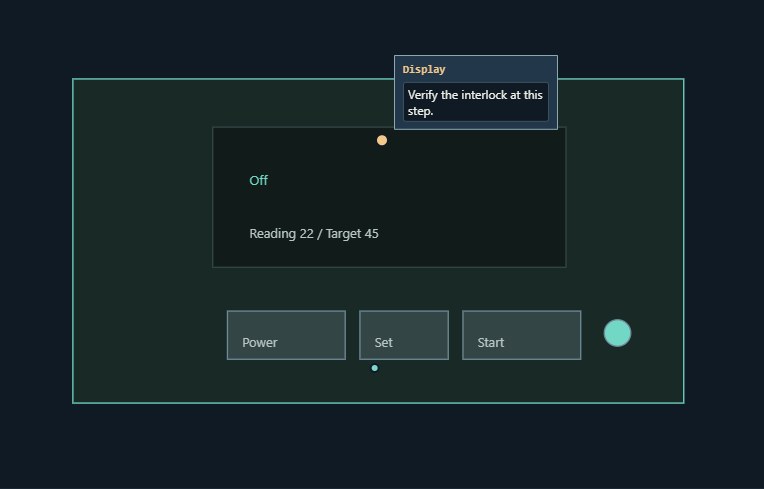 Display
Verify the interlock at this
step.
Off
Reading 22 / Target 45
Power
Set
Start